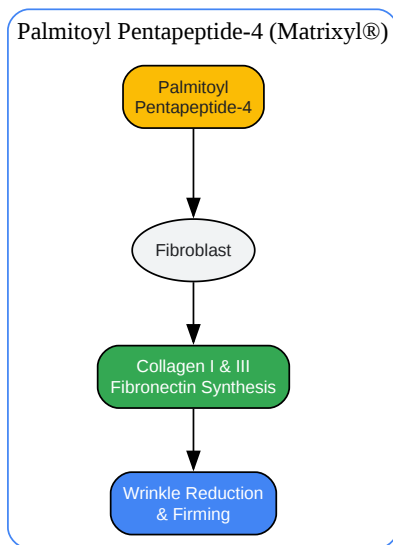 Palmitoyl Pentapeptide-4 (Matrixyl®)
Palmitoyl
Pentapeptide-4
Fibroblast
Collagen I & III
Fibronectin Synthesis
Wrinkle Reduction
& Firming